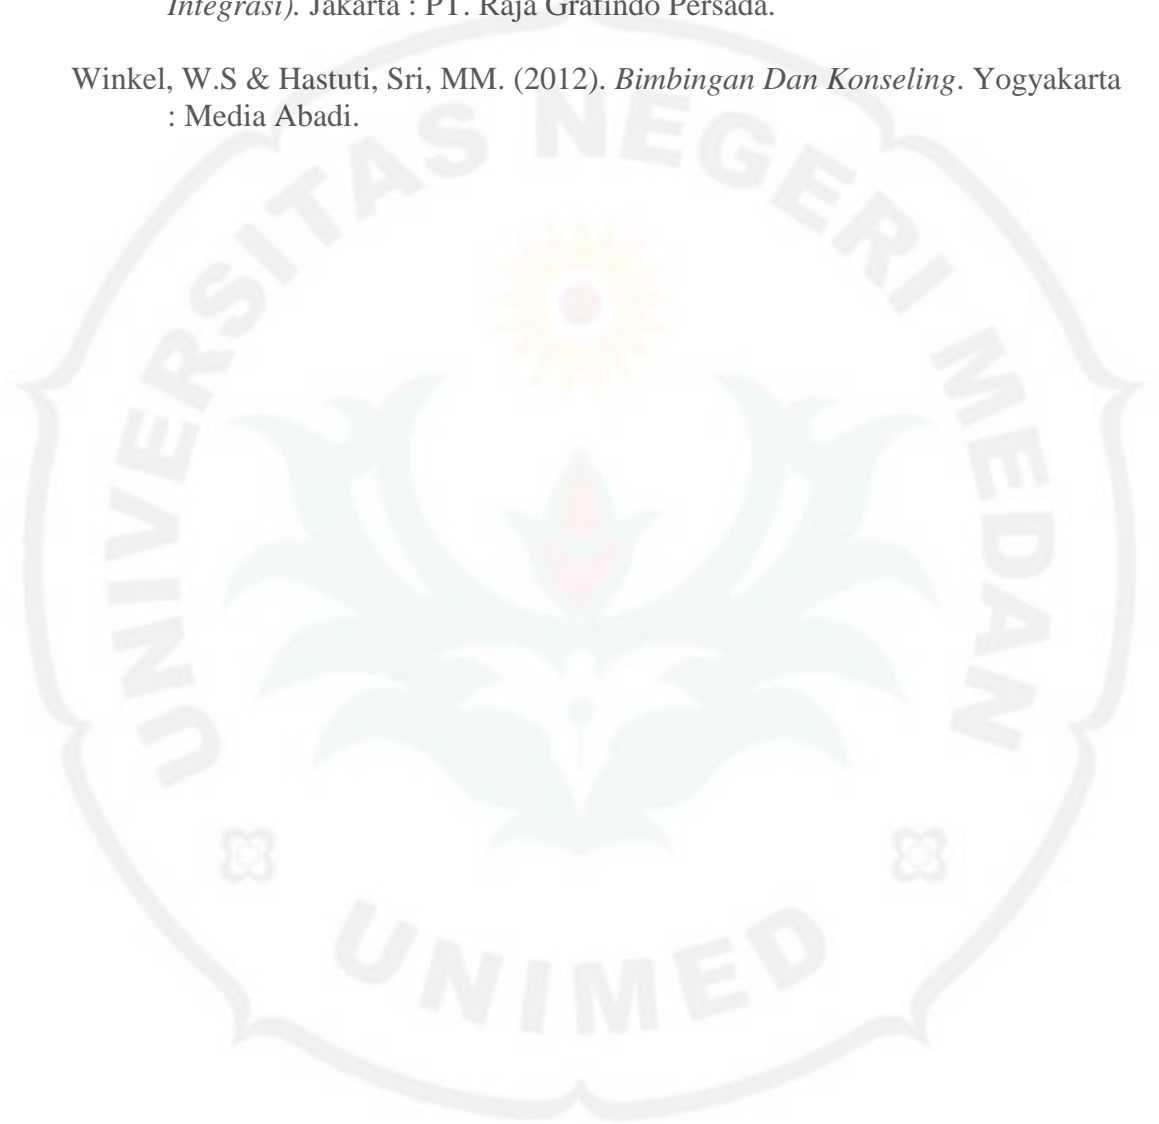 Integrasi). Jakarta : PT. Raja Grafindo Persada.
Winkel, W.S & Hastuti, Sri, MM. (2012). Bimbingan Dan Konseling. Yogyakarta
: Media Abadi.
UNIVERSITAS NEGERI MEDAN
UNIMED